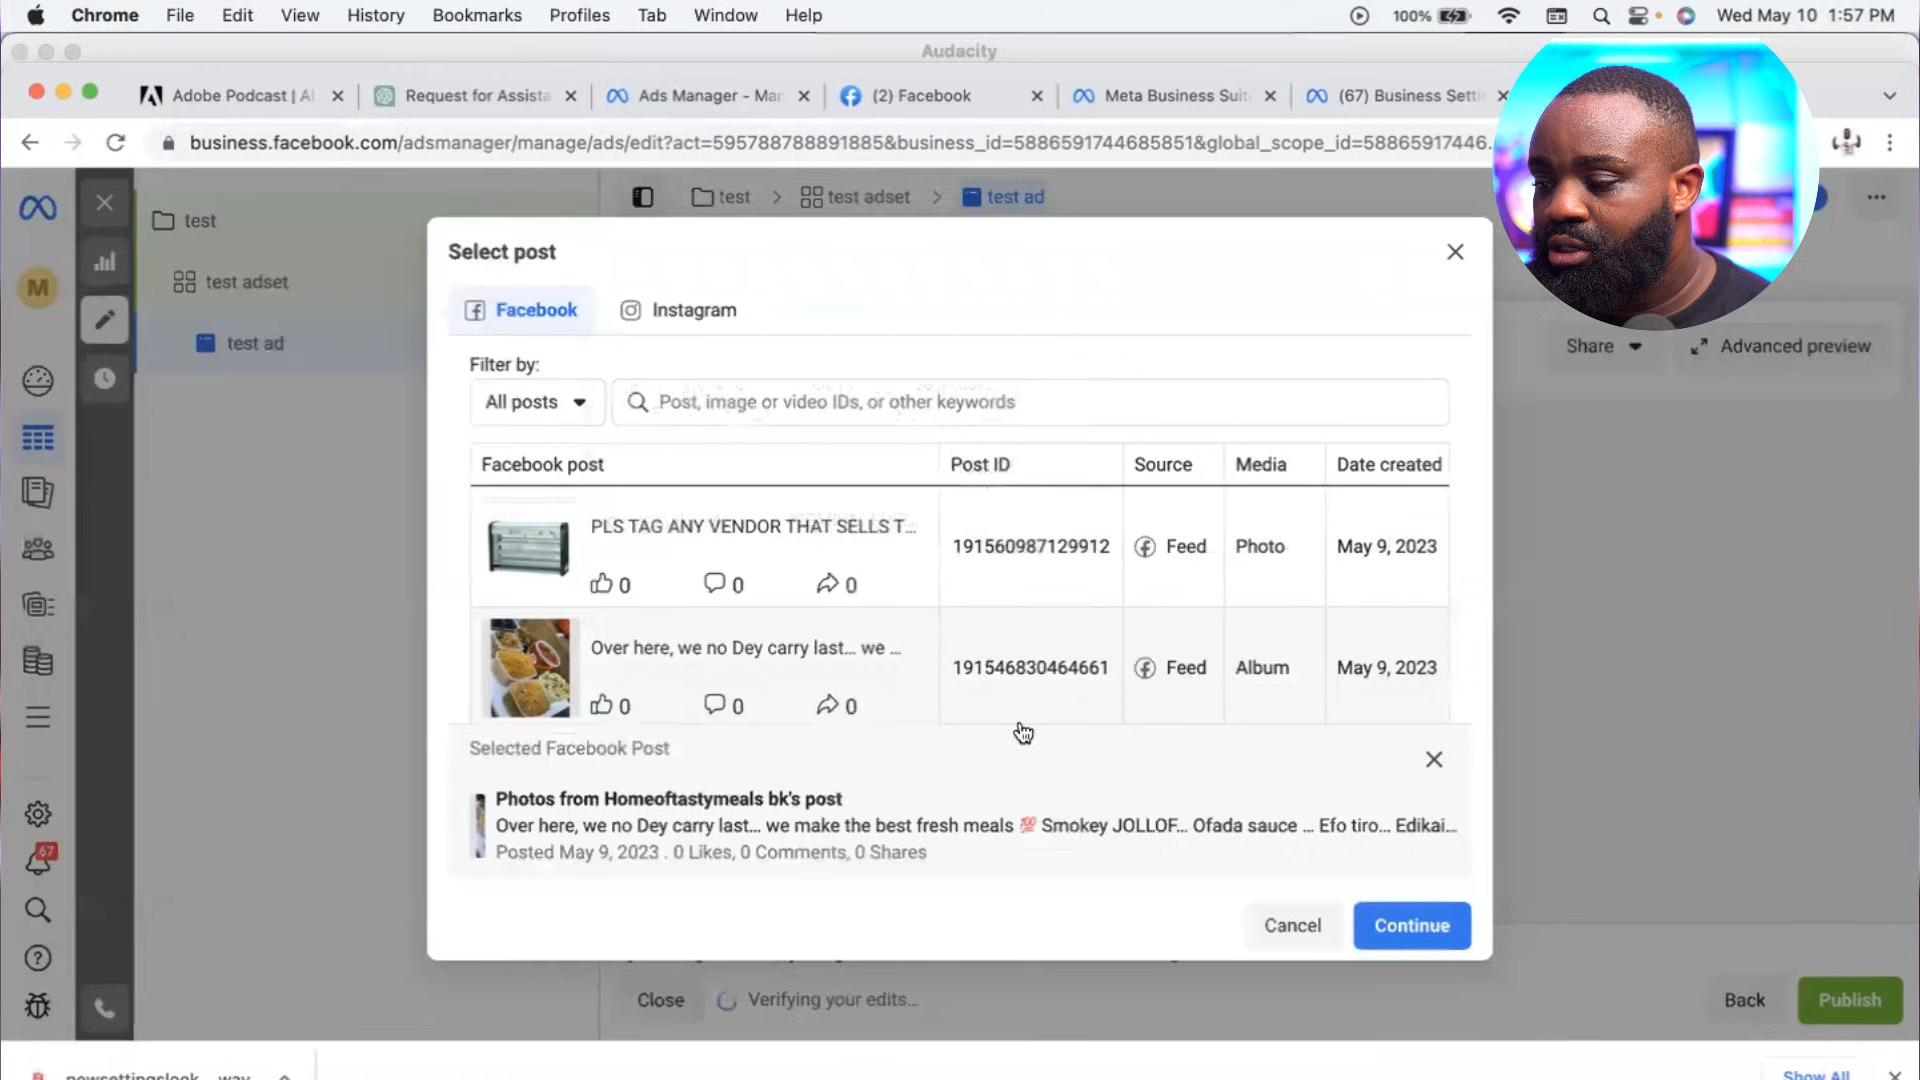 Chrome File Edit View History Bookmarks Profiles Tab Window Help 100% Wed May 10 1:57 PM
Audacity
Adobe Podcast | AI Request for Assista Ads Manager - Man (2) Facebook Meta Business Suit (67) Business Setti
business.facebook.com/adsmanager/manage/ads/edit?act=595788788891885&business_id=5886591744685851&global_scope_id=58865917446...
test
test adset
test ad
M
67
test > test adset > test ad
Share
Advanced preview
Select post
Facebook Instagram
Filter by:
All posts Post, image or video IDs, or other keywords
Facebook post Post ID Source Media Date created
PLS TAG ANY VENDOR THAT SELLS T...
191560987129912 Feed Photo May 9, 2023
0 0 0
Over here, we no Dey carry last... we ...
191546830464661 Feed Album May 9, 2023
0 0 0
Selected Facebook Post
Photos from Homeoftastymeals bk's post
Over here, we no Dey carry last... we make the best fresh meals 💯 Smokey JOLLOF... Ofada sauce ... Efo tiro... Edikai...
Posted May 9, 2023 . 0 Likes, 0 Comments, 0 Shares
Cancel Continue
Close Verifying your edits... Back Publish
Show All